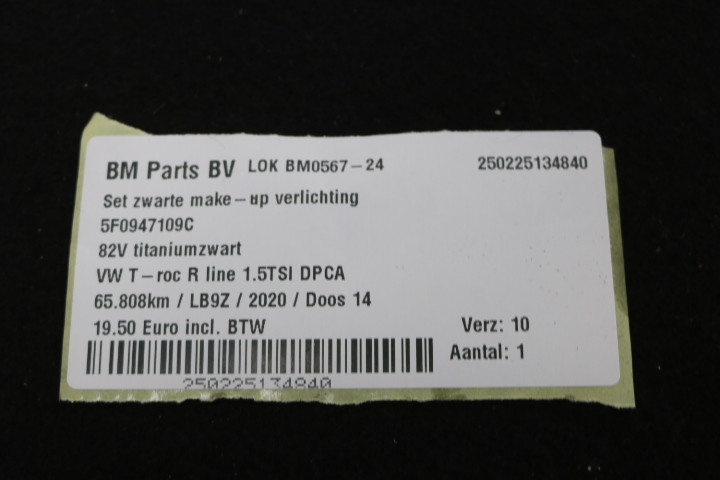 BM Parts BV LOK BM0567-24 250225134840
Set zwarte make-up verlichting
5F0947109C
82V titaniumzwart
VW T-roc R line 1.5TSI DPCA
65.808km / LB9Z / 2020 / Doos 14
19.50 Euro incl. BTW Verz: 10
Aantal: 1
250225134840